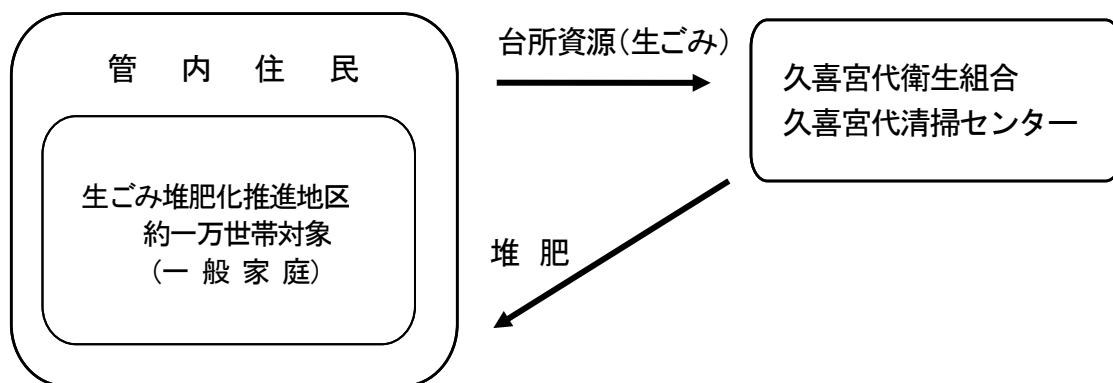 管内住民
生ごみ堆肥化推進地区
約一万世帯対象
(一般家庭)
台所資源(生ごみ)
堆肥
久喜宮代衛生組合
久喜宮代清掃センター